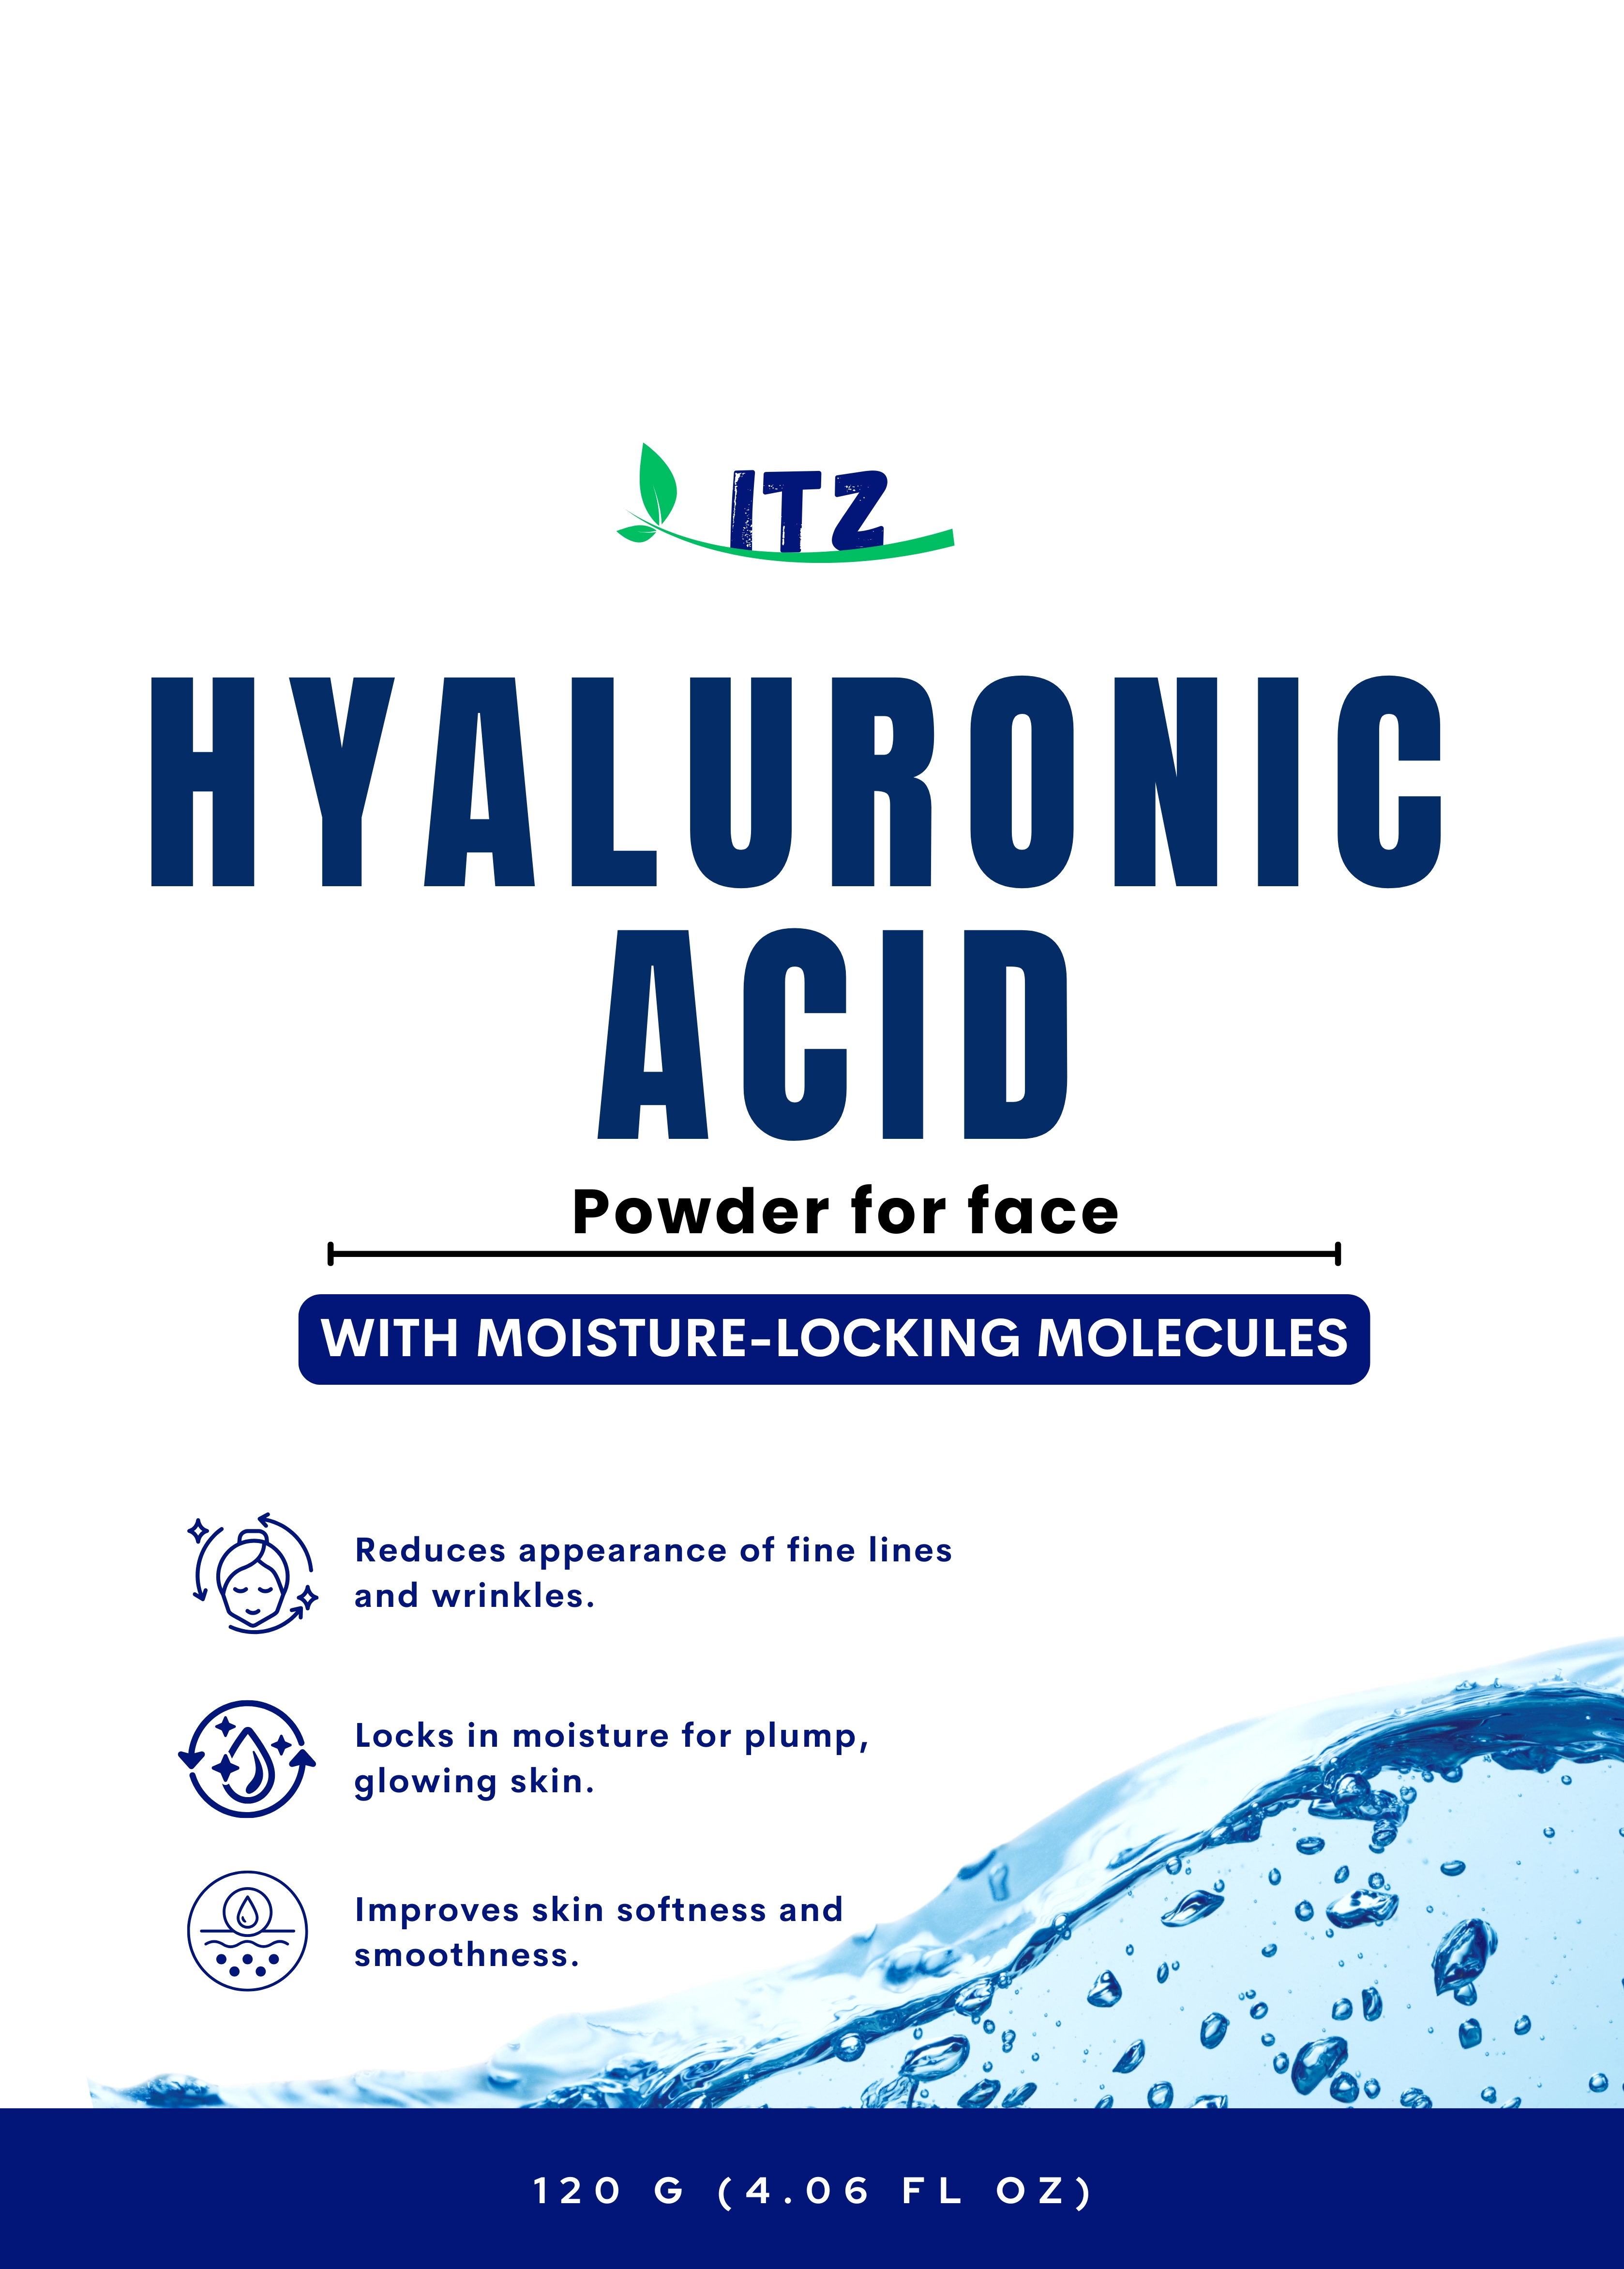 ITZ
HYALURONIC
ACID
Powder for face
WITH MOISTURE-LOCKING MOLECULES
Reduces appearance of fine lines
and wrinkles.
Locks in moisture for plump,
glowing skin.
Improves skin softness and
smoothness.
120 G (4.06 FL OZ)